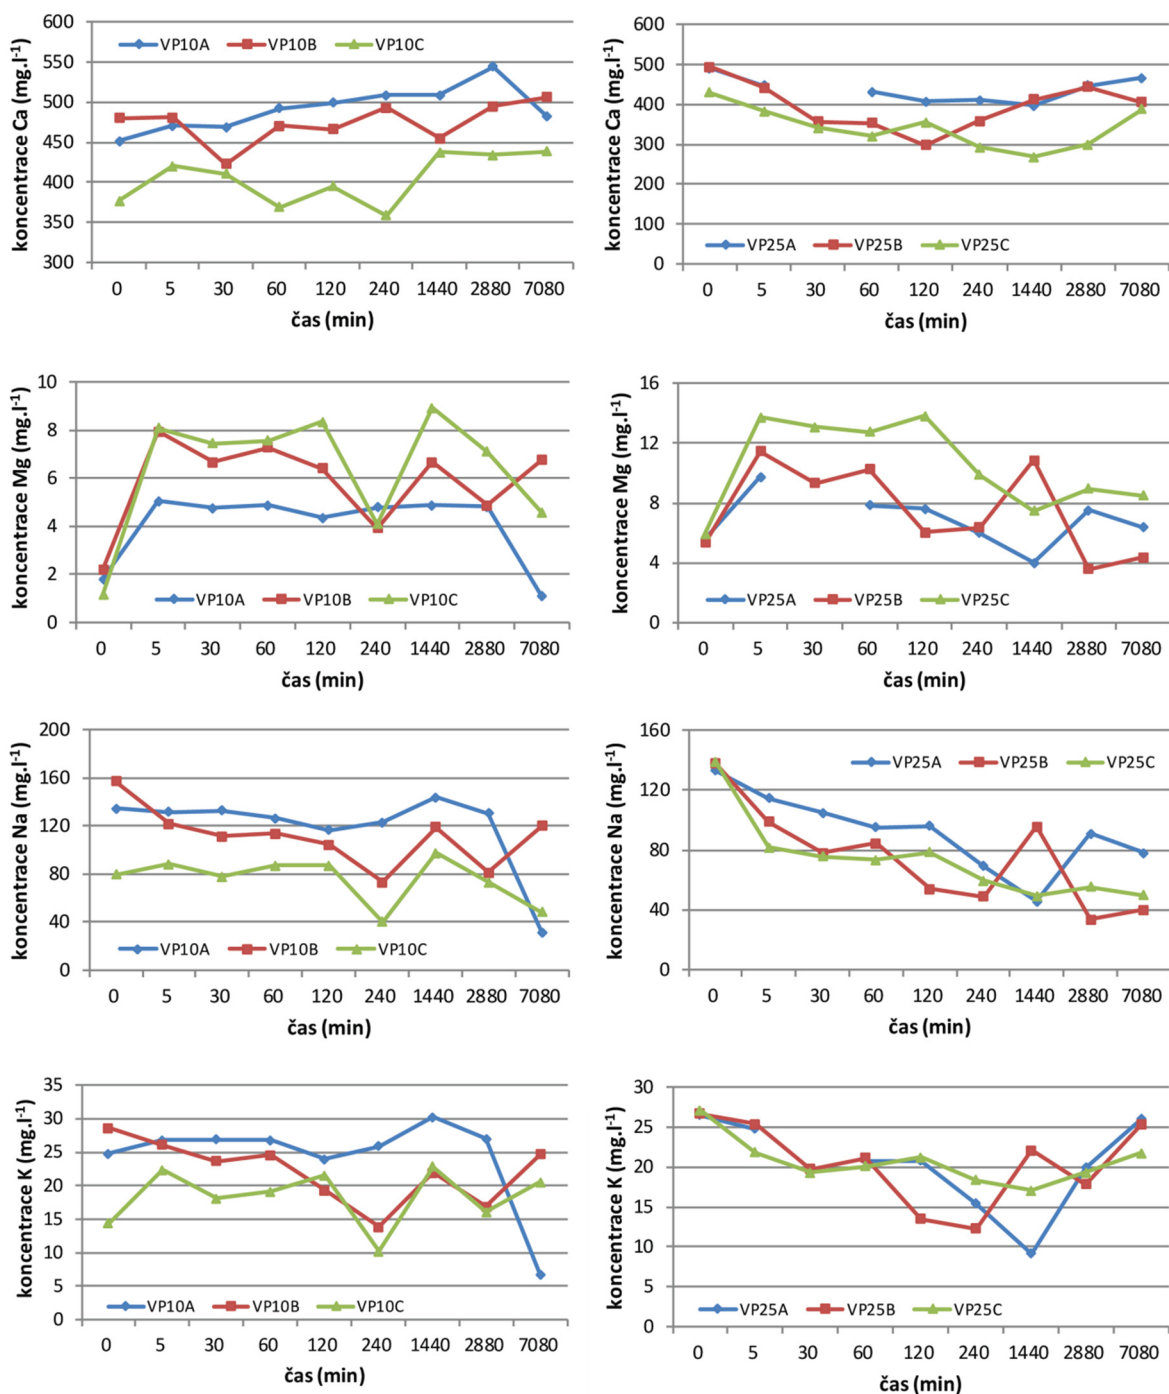 koncentrace Ca (mg.l⁻¹)
600
550
500
450
400
350
300
VP10A VP10B VP10C
0 5 30 60 120 240 1440 2880 7080
čas (min)
koncentrace Ca (mg.l⁻¹)
600
500
400
300
200
100
0
VP25A VP25B VP25C
0 5 30 60 120 240 1440 2880 7080
čas (min)
koncentrace Mg (mg.l⁻¹)
10
8
6
4
2
0
VP10A VP10B VP10C
0 5 30 60 120 240 1440 2880 7080
čas (min)
koncentrace Mg (mg.l⁻¹)
16
12
8
4
0
VP25A VP25B VP25C
0 5 30 60 120 240 1440 2880 7080
čas (min)
koncentrace Na (mg.l⁻¹)
200
160
120
80
40
0
VP10A VP10B VP10C
0 5 30 60 120 240 1440 2880 7080
čas (min)
koncentrace Na (mg.l⁻¹)
160
120
80
40
0
VP25A VP25B VP25C
0 5 30 60 120 240 1440 2880 7080
čas (min)
koncentrace K (mg.l⁻¹)
35
30
25
20
15
10
5
0
VP10A VP10B VP10C
0 5 30 60 120 240 1440 2880 7080
čas (min)
koncentrace K (mg.l⁻¹)
30
25
20
15
10
5
0
VP25A VP25B VP25C
0 5 30 60 120 240 1440 2880 7080
čas (min)